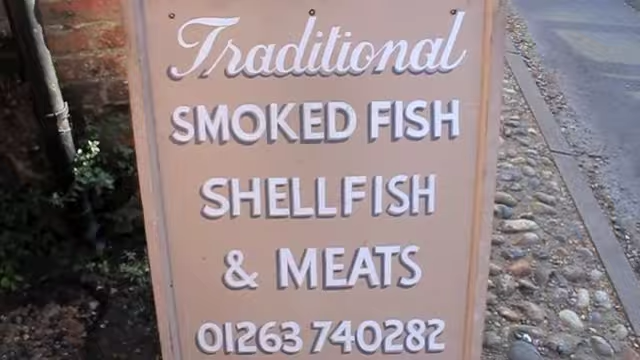 Traditional
SMOKED FISH
SHELLFISH
& MEATS
01263 740282